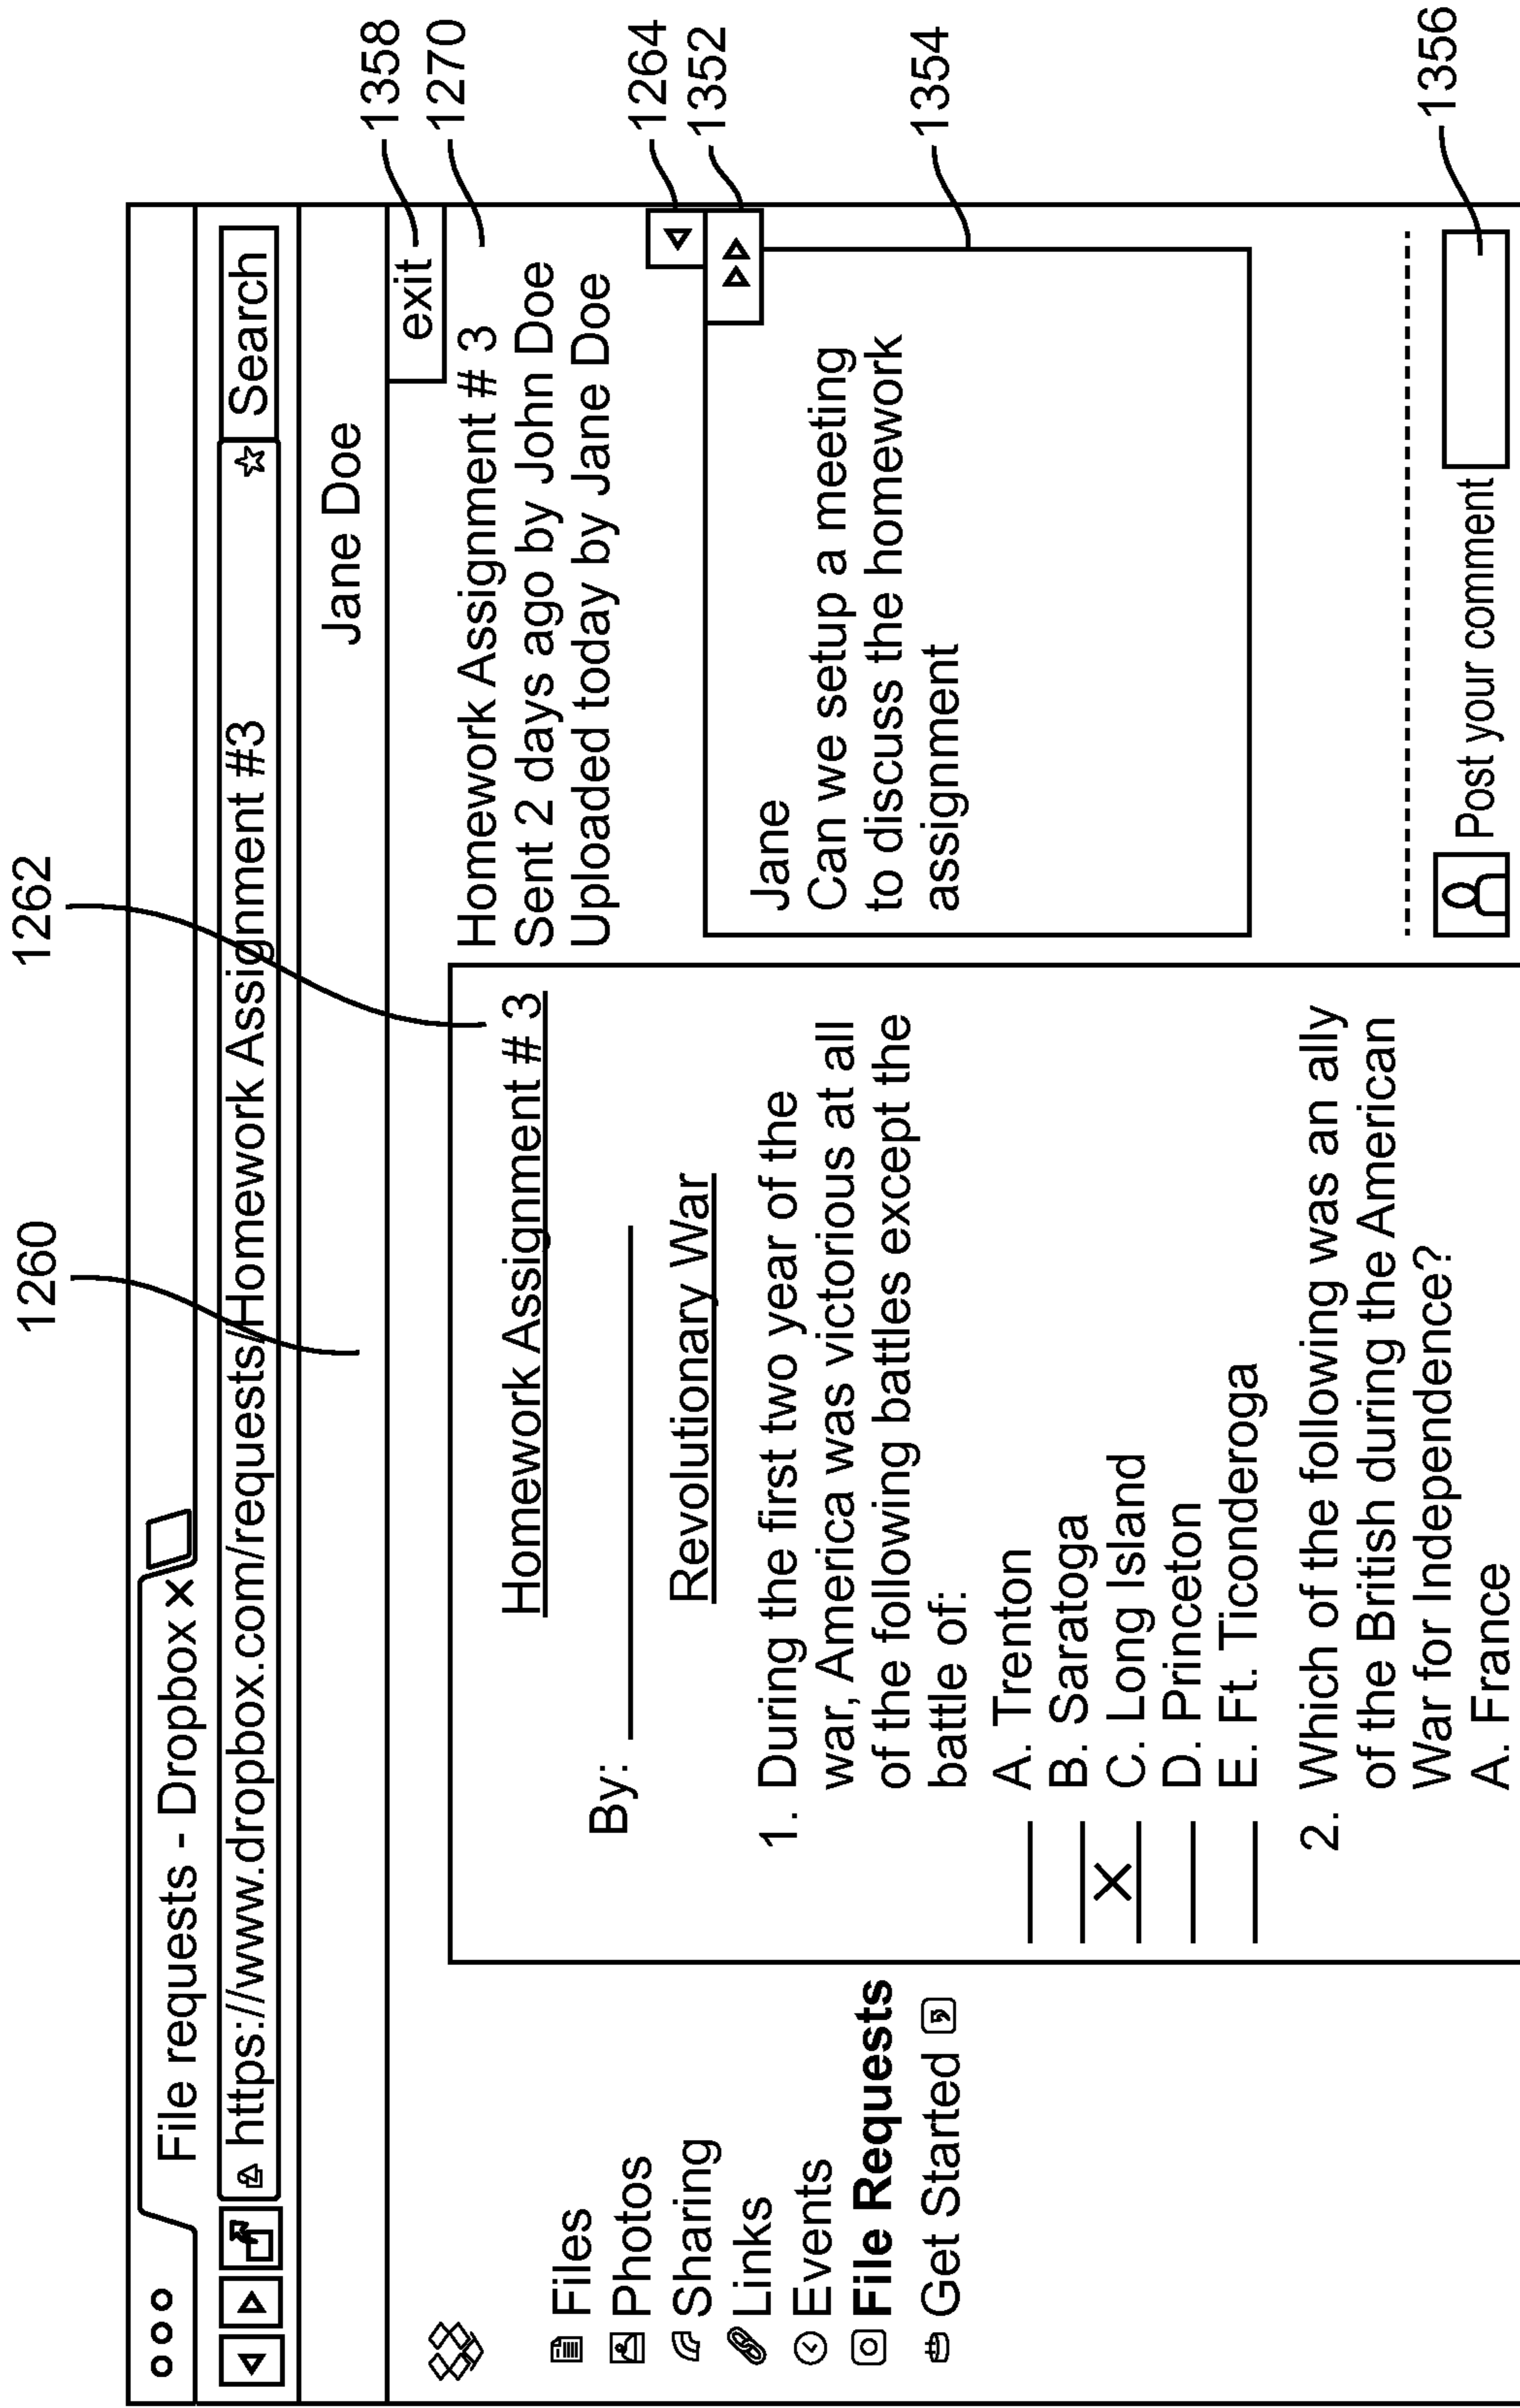 1260
1262
File requests - Dropbox X
https://www.dropbox.com/requests/Homework Assignment #3
Search
Jane Doe
exit
1358
1270
Files
Photos
Sharing
Links
Events
File Requests
Get Started
Homework Assignment # 3
By:
Revolutionary War
1. During the first two year of the
war, America was victorious at all
of the following battles except the
battle of:
A. Trenton
B. Saratoga
X C. Long Island
D. Princeton
E. Ft. Ticonderoga
2. Which of the following was an ally
of the British during the American
War for Independence?
A. France
Homework Assignment # 3
Sent 2 days ago by John Doe
Uploaded today by Jane Doe
1264
1352
Jane
Can we setup a meeting
to discuss the homework
assignment
1354
Post your comment
1356